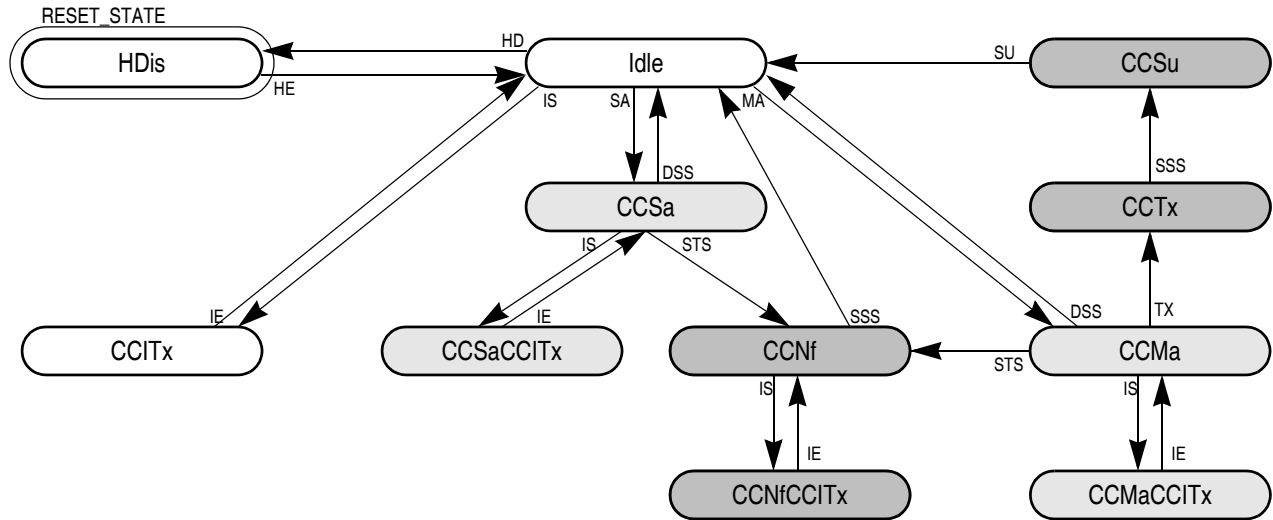 RESET_STATE
HDis
HD
Idle
SU
CCSu
HE
IS
SA
MA
DSS
SSS
CCSa
CCTx
IS
STS
IE
IE
SSS
DSS
TX
CCITx
CCSaCCITx
CCNf
CCMa
STS
IS
IS
IE
IE
CCNfCCITx
CCMaCCITx